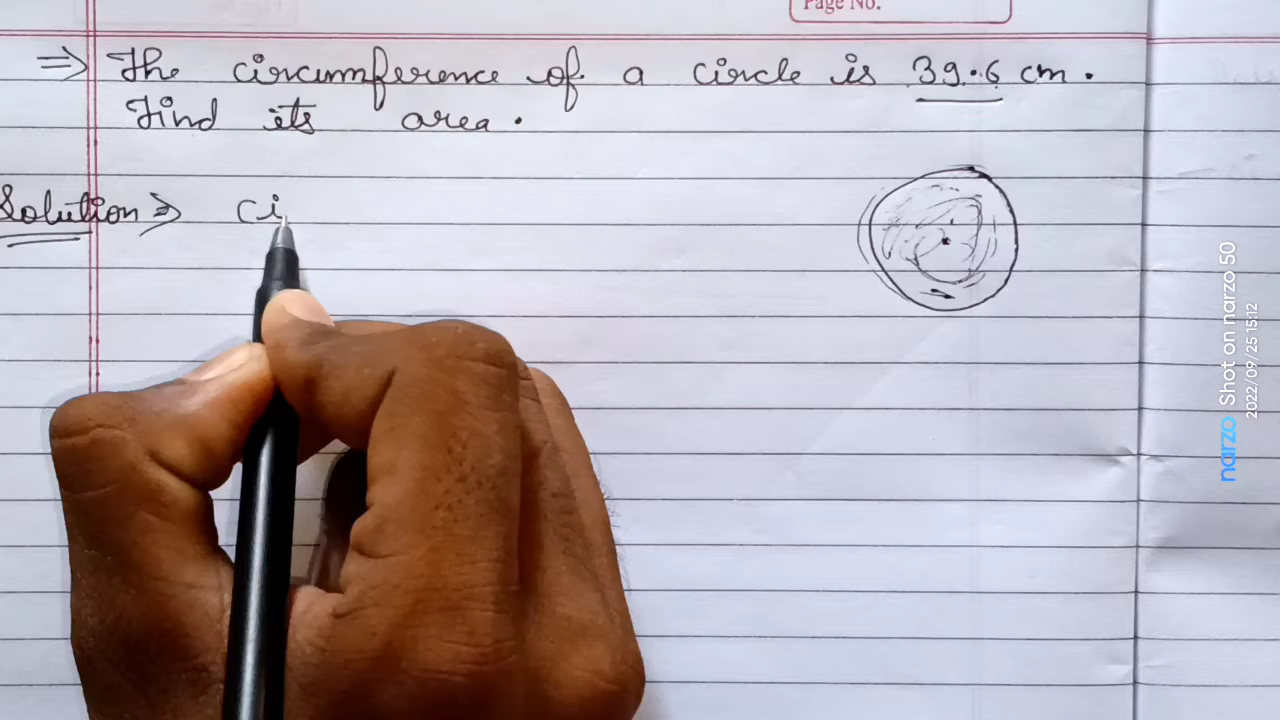 Page No.
⇒ The circumference of a circle is 39.6 cm.
Find its area.
Solution ⇒ Ci
narzo Shot on narzo 50
2022/09/25 15:12